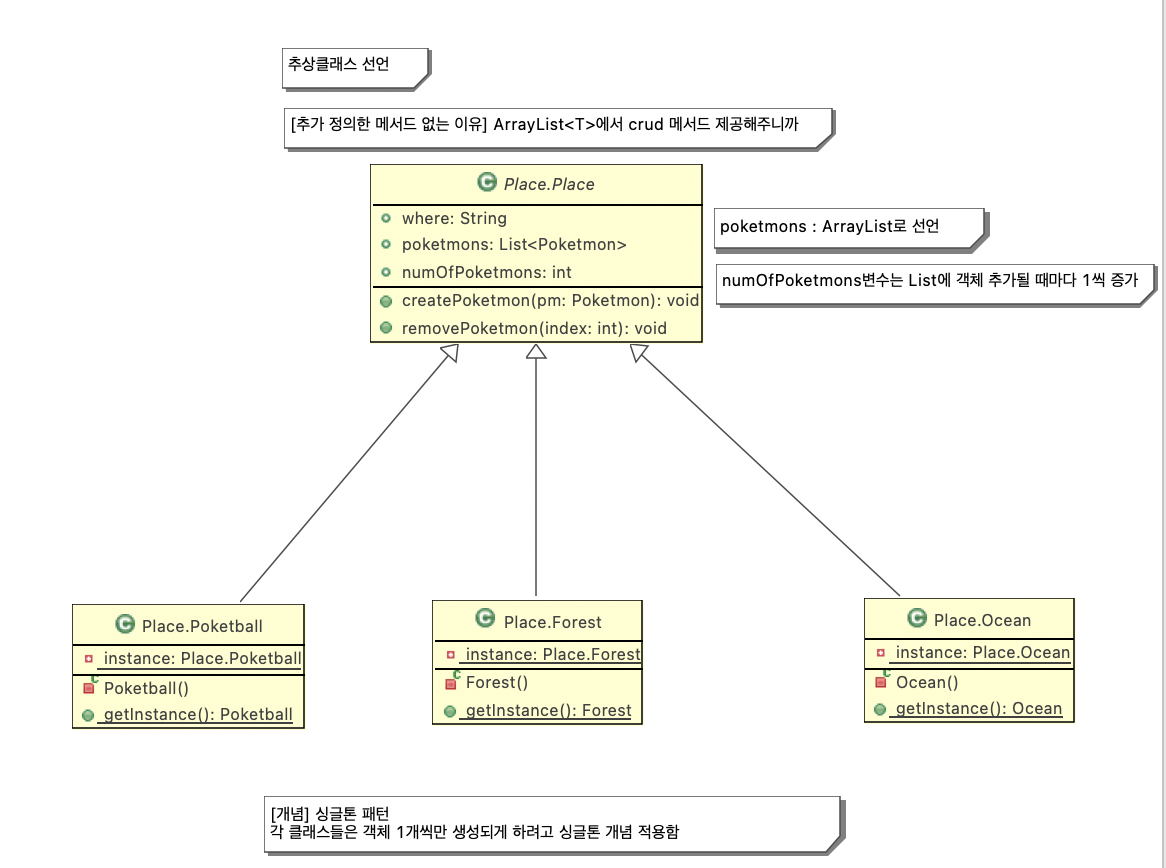 추상클래스 선언
[추가 정의한 메서드 없는 이유] ArrayList<T>에서 crud 메서드 제공해주니까
C Place.Place
where: String
poketmons: List<Poketmon>
numOfPoketmons: int
createPoketmon(pm: Poketmon): void
removePoketmon(index: int): void
poketmons : ArrayList로 선언
numOfPoketmons변수는 List에 객체 추가될 때마다 1씩 증가
C Place.Poketball
instance: Place.Poketball
C Poketball()
getInstance(): Poketball
C Place.Forest
instance: Place.Forest
C Forest()
getInstance(): Forest
C Place.Ocean
instance: Place.Ocean
C Ocean()
getInstance(): Ocean
[개념] 싱글톤 패턴
각 클래스들은 객체 1개씩만 생성되게 하려고 싱글톤 개념 적용함